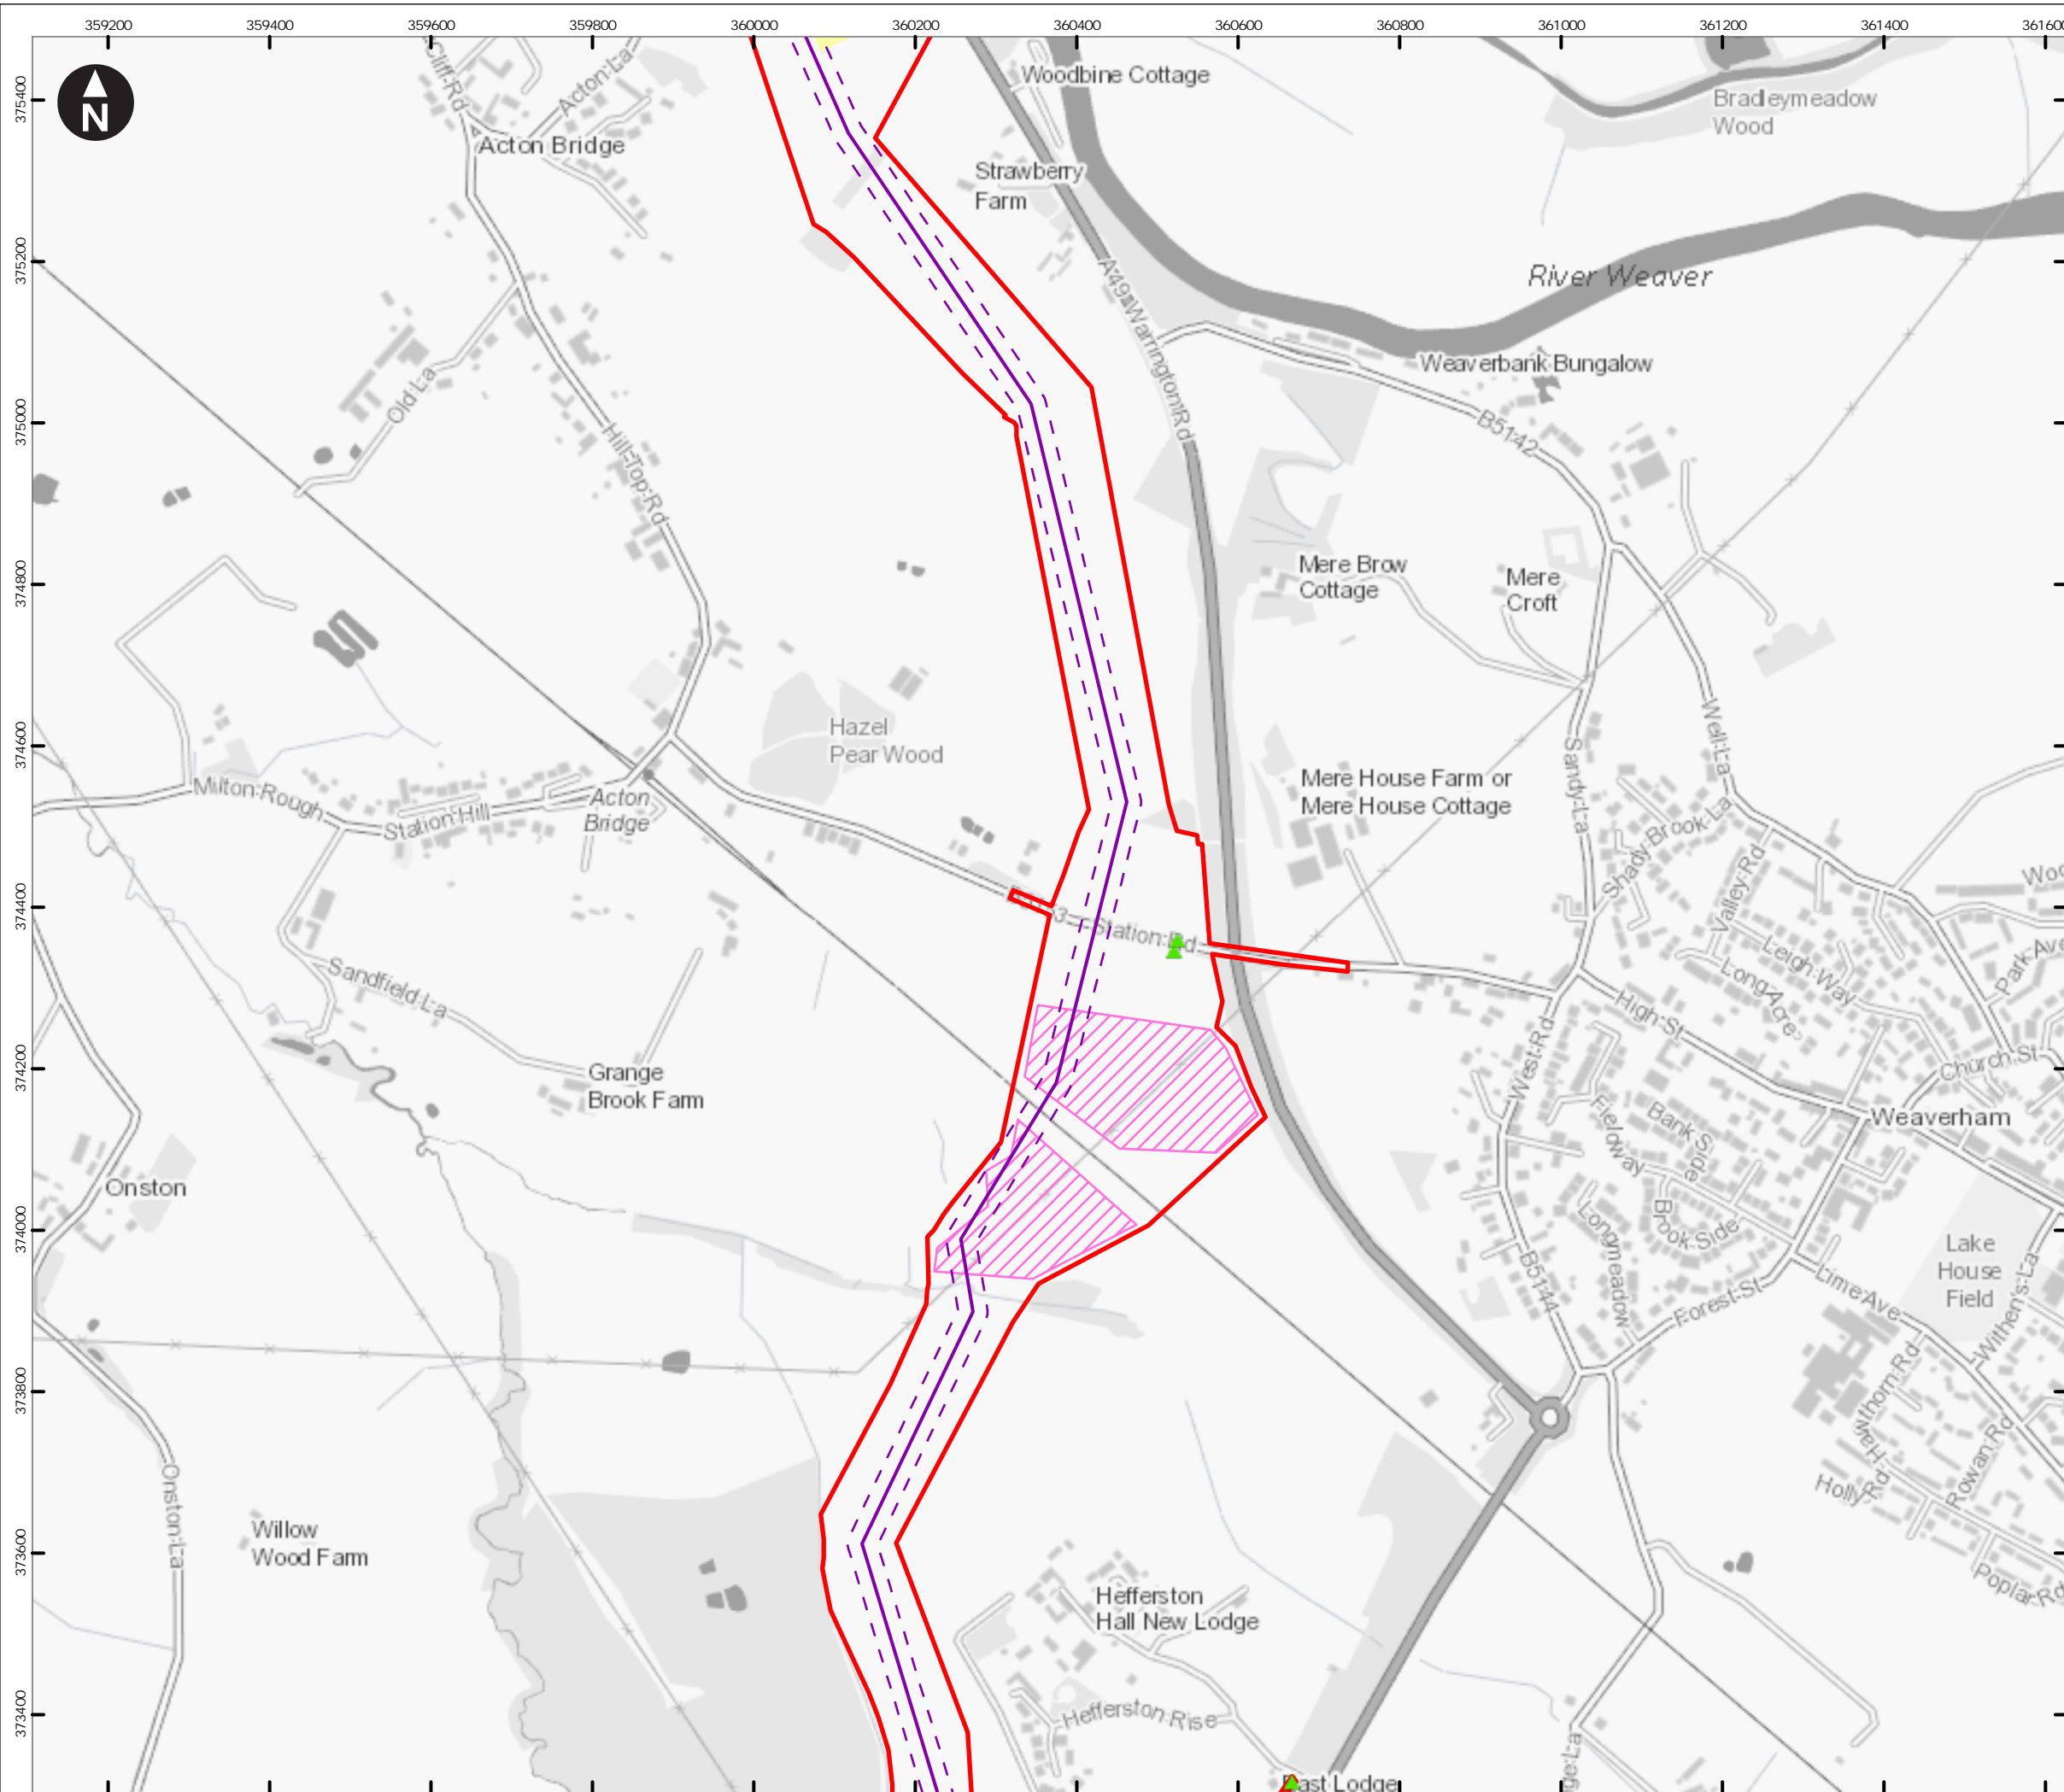 359200 359400 359600 359800 360000 360200 360400 360600 360800 361000 361200 361400 361600
375400
375200
375000
374800
374600
374400
374200
374000
373800
373600
373400
N
Cliff Rd
Acton La
Acton Bridge
Woodbine Cottage
Strawberry
Farm
Bradleymeadow
Wood
River Weaver
A49 Warrington Rd
Weaverbank Bungalow
B5142
Old La
Hill Top Rd
Mere Brow
Cottage
Mere
Croft
Hazel
Pear Wood
Mere House Farm or
Mere House Cottage
Sandy La
Well La
Shady Brook La
Valley Rd
Milton Rough
Station Hill
Acton
Bridge
Station Rd
Leigh Way
Long Acre
Park Ave
High St
Church St
West Rd
Sandfield La
Grange
Brook Farm
Fieldway
Bank S
Weaverham
Onston
Longmeadow
Brook Side
B5144
Forest St
Lime Ave
Lake
House
Field
Withen's La
Hawthorn Rd
Rowan Rd
Holly Rd
Poplar Rd
Onston La
Willow
Wood Farm
Hefferston
Hall New Lodge
Hefferston Rise
East Lodge
ge La